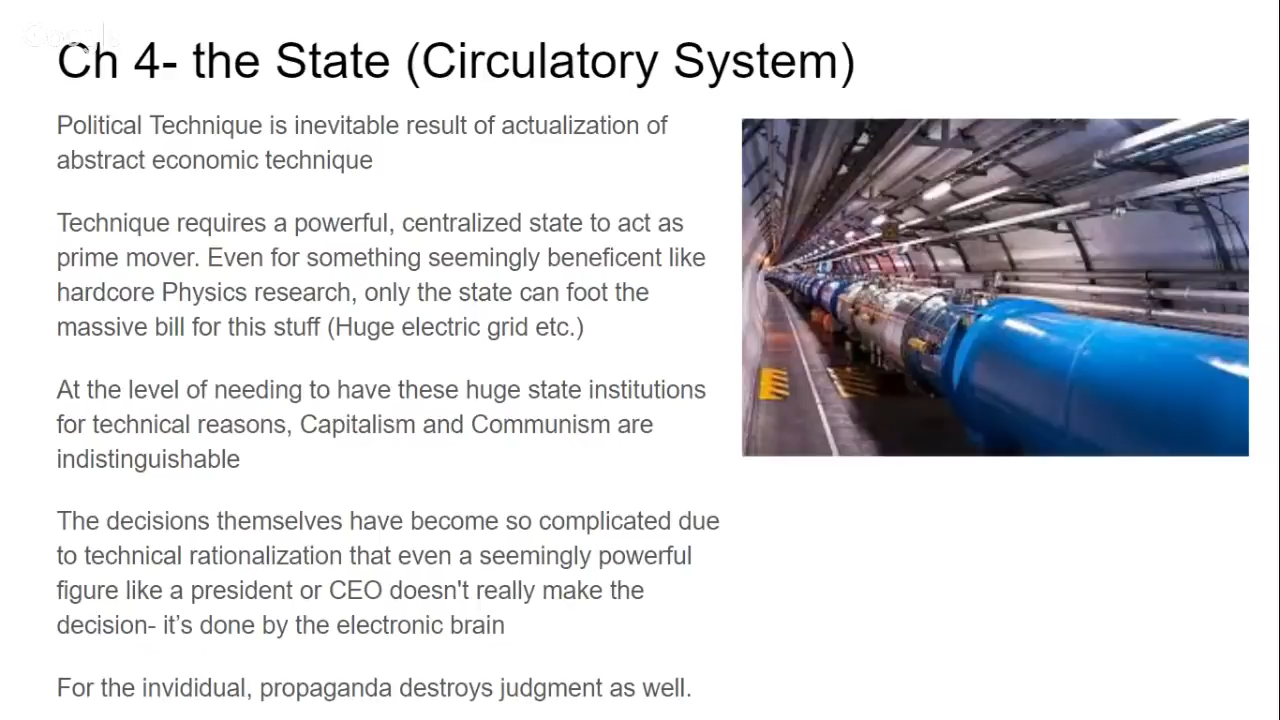 Ch 4- the State (Circulatory System)
Political Technique is inevitable result of actualization of
abstract economic technique
Technique requires a powerful, centralized state to act as
prime mover. Even for something seemingly beneficent like
hardcore Physics research, only the state can foot the
massive bill for this stuff (Huge electric grid etc.)
At the level of needing to have these huge state institutions
for technical reasons, Capitalism and Communism are
indistinguishable
The decisions themselves have become so complicated due
to technical rationalization that even a seemingly powerful
figure like a president or CEO doesn't really make the
decision- it’s done by the electronic brain
For the invididual, propaganda destroys judgment as well.